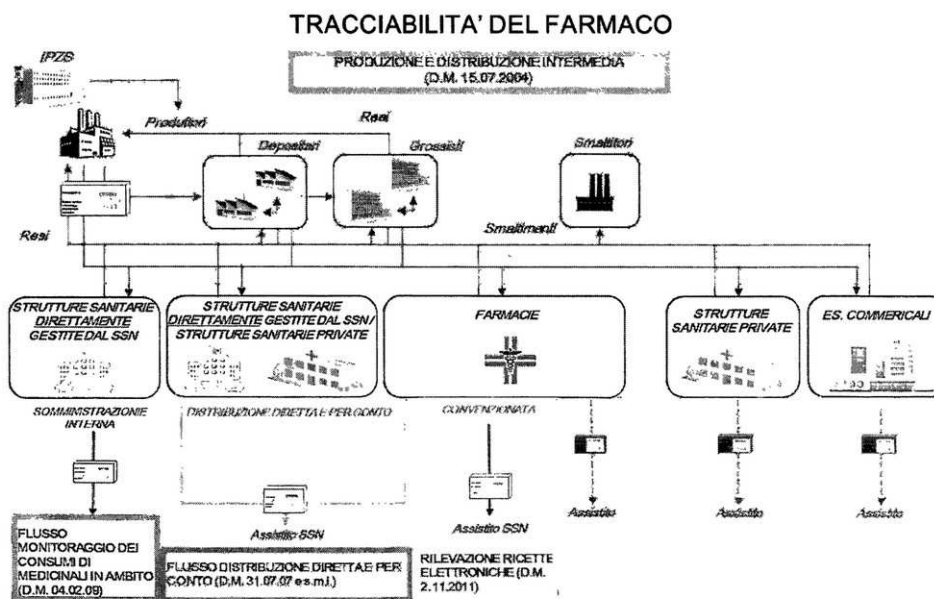 TRACCIABILITA' DEL FARMACO
IPZS
PRODUZIONE E DISTRIBUZIONE INTERMEDIA
(D.M. 15.07.2004)
Produttori
Resi
Depositari
Grossisti
Smaltitori
Resi
Smaltimenti
STRUTTURE SANITARIE
DIRETTAMENTE
GESTITE DAL SSN
STRUTTURE SANITARIE
DIRETTAMENTE GESTITE DAL SSN /
STRUTTURE SANITARIE PRIVATE
FARMACIE
STRUTTURE
SANITARIE PRIVATE
ES. COMMERICALI
SOMMINISTRAZIONE
INTERNA
DISTRIBUZIONE DIRETTA E PER CONTO
CONVENZIONATA
Assistito SSN
Assistito SSN
Assistito
Assistito
Assistito
FLUSSO
MONITORAGGIO DEI
CONSUMI DI
MEDICINALI IN AMBITO
(D.M. 04.02.09)
FLUSSO DISTRIBUZIONE DIRETTA E PER
CONTO (D.M. 31.07.07 e s.m.i.)
RILEVAZIONE RICETTE
ELETTRONICHE (D.M.
2.11.2011)